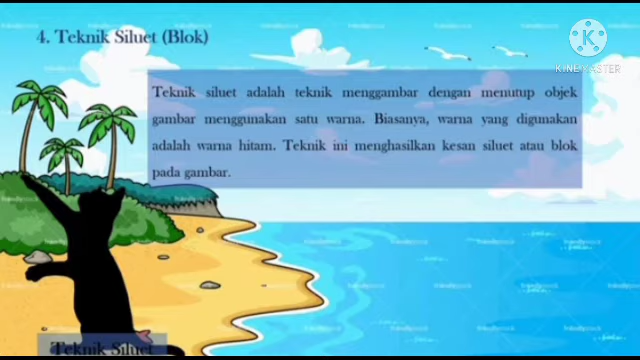 4. Teknik Siluet (Blok)
KINEMASTER
Teknik siluet adalah teknik menggambar dengan menutup objek
gambar menggunakan satu warna. Biasanya, warna yang digunakan
adalah warna hitam. Teknik ini menghasilkan kesan siluet atau blok
pada gambar.
Teknik Siluet